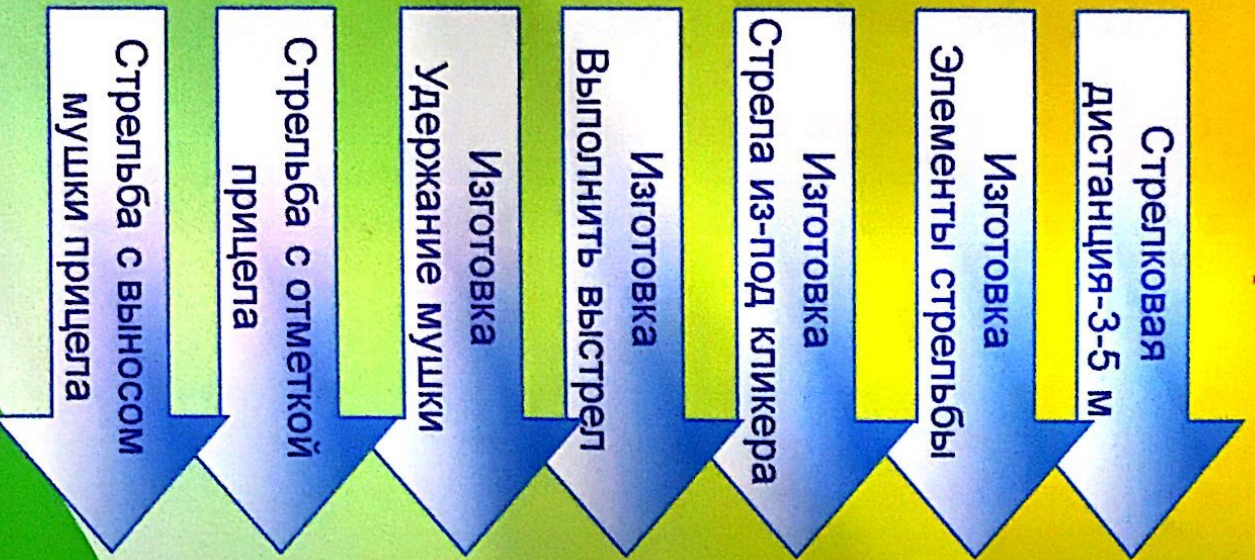 Стрелковая
дистанция-3-5 м
Изготовка
Элементы стрельбы
Изготовка
Стрела из-под кликера
Изготовка
Выполнить выстрел
Изготовка
Удержание мушки
Стрельба с отметкой
прицела
Стрельба с выносом
мушки прицела